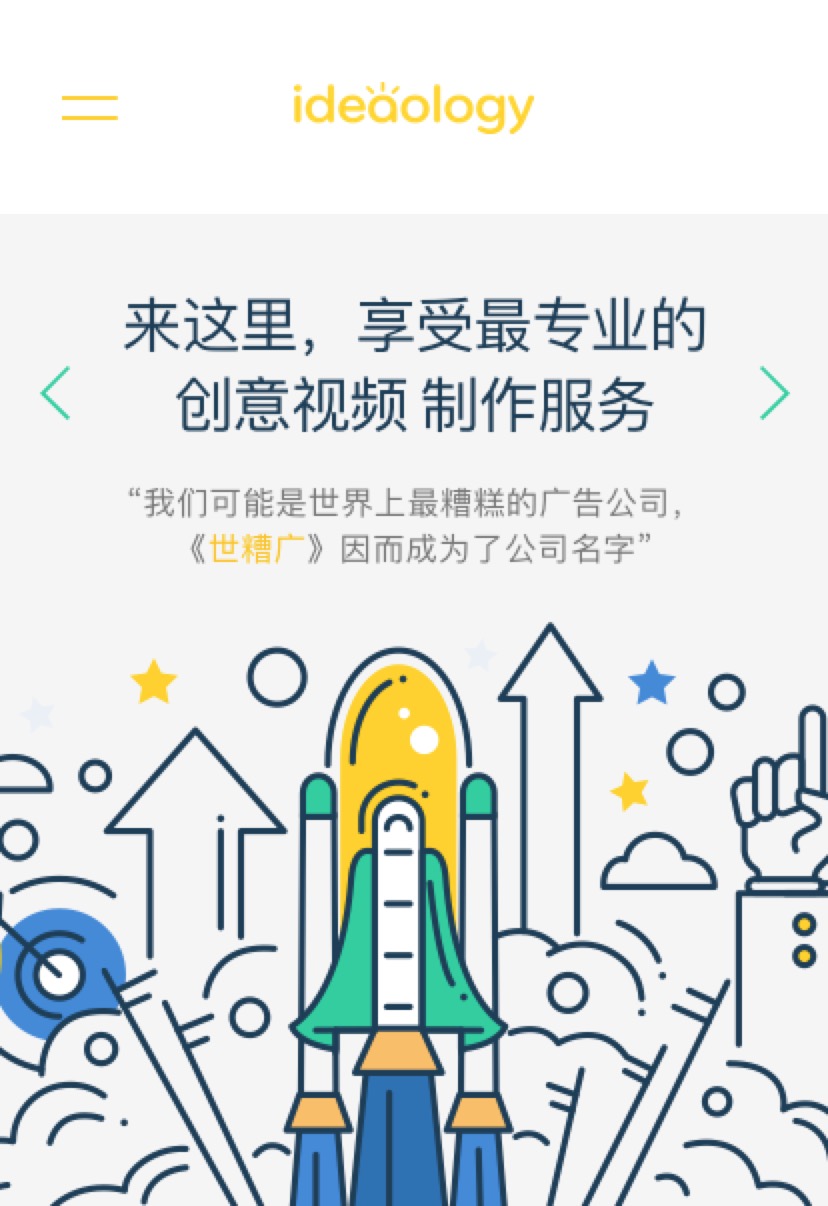 ideaology
来这里，享受最专业的
创意视频 制作服务
“我们可能是世界上最糟糕的广告公司，
《世糟广》因而成为了公司名字”